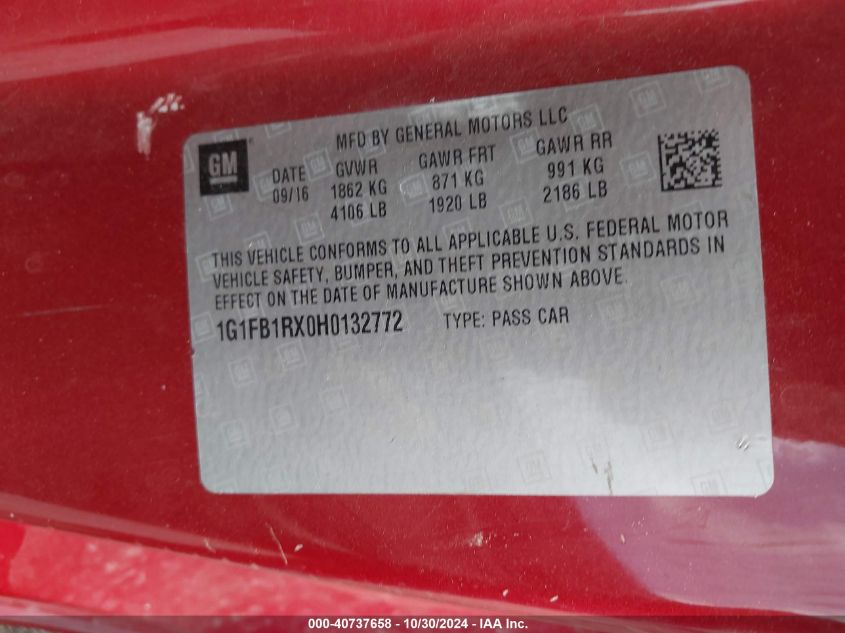 MFD BY GENERAL MOTORS LLC
GM
DATE GVWR GAWR FRT GAWR RR
09/16 1862 KG 871 KG 991 KG
4106 LB 1920 LB 2186 LB
THIS VEHICLE CONFORMS TO ALL APPLICABLE U.S. FEDERAL MOTOR
VEHICLE SAFETY, BUMPER, AND THEFT PREVENTION STANDARDS IN
EFFECT ON THE DATE OF MANUFACTURE SHOWN ABOVE.
1G1FB1RX0H0132772 TYPE: PASS CAR
000-40737658 - 10/30/2024 - IAA Inc.